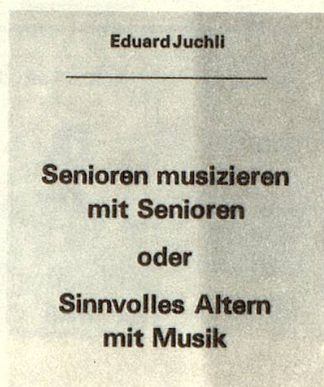 Eduard Juchli
Senioren musizieren
mit Senioren
oder
Sinnvolles Altern
mit Musik